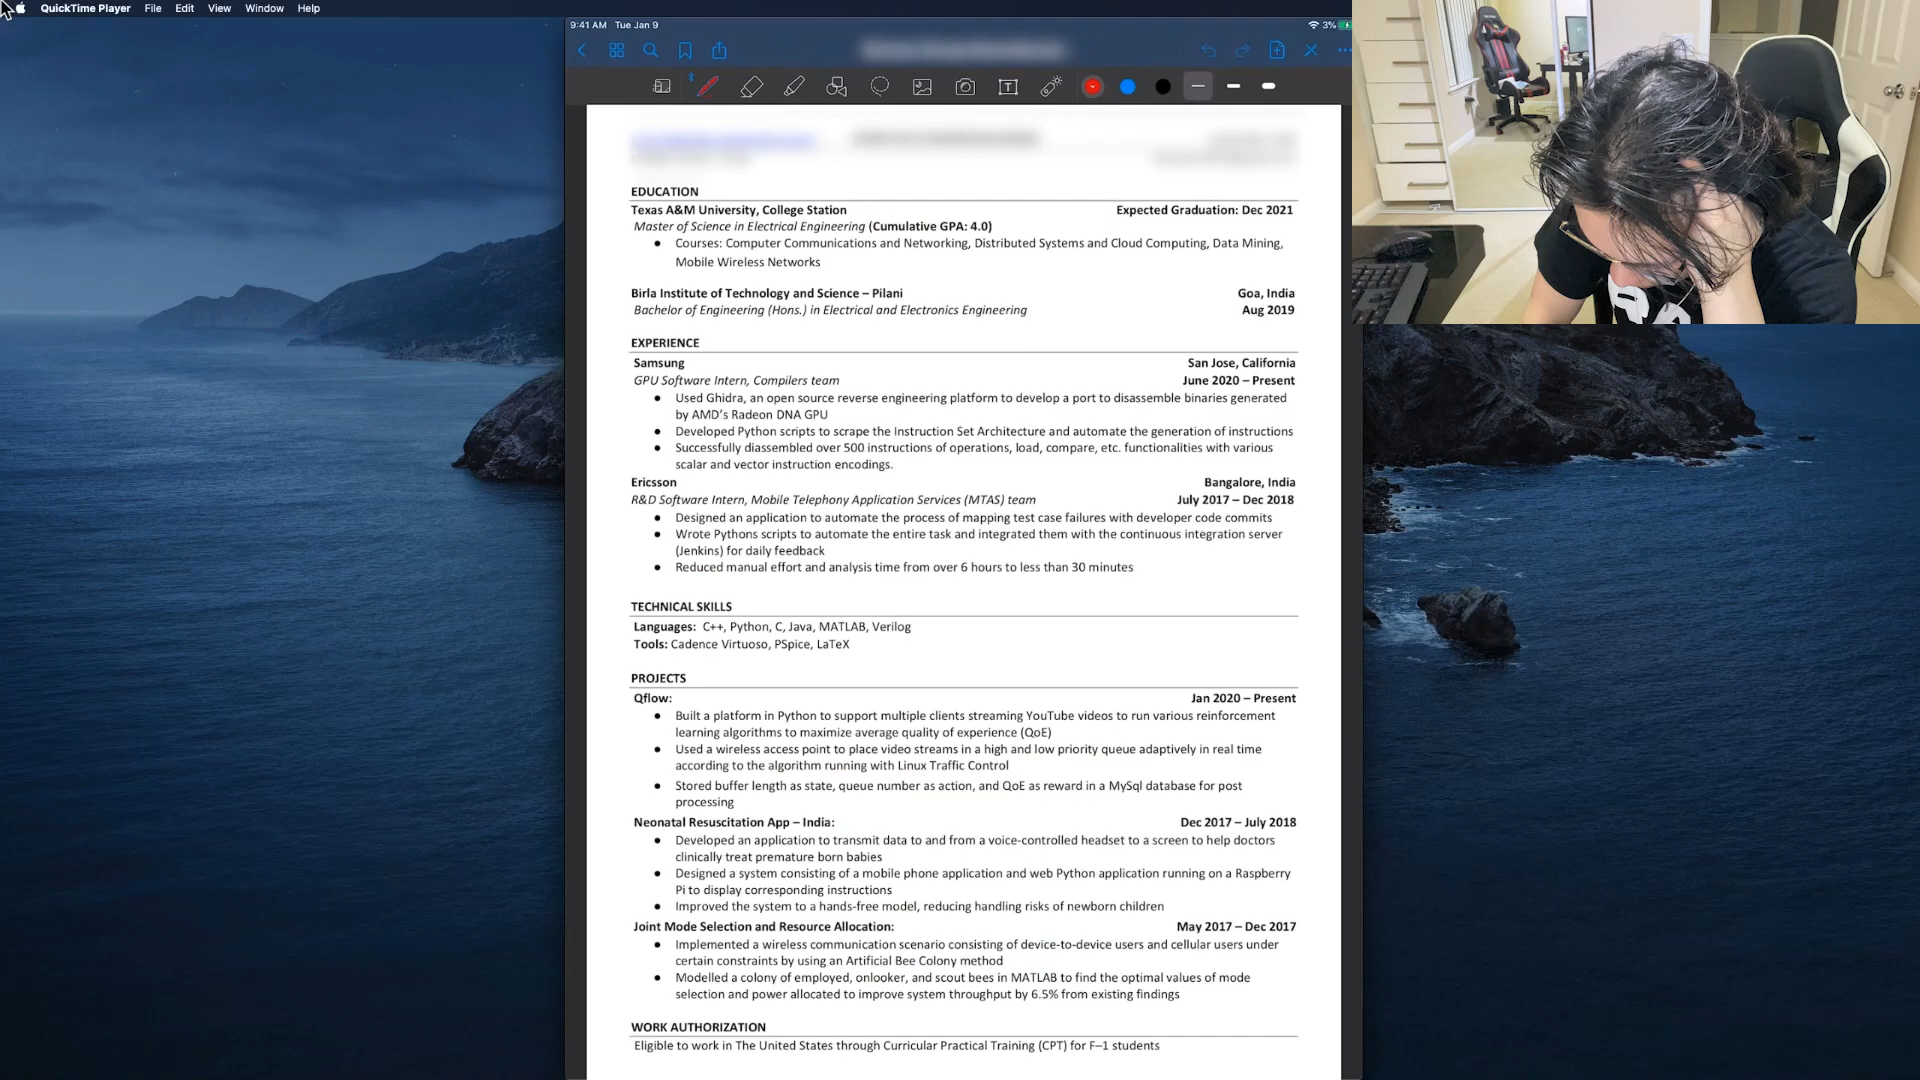 QuickTime Player File Edit View Window Help
9:41 AM Tue Jan 9
3%
EDUCATION
Texas A&M University, College Station Expected Graduation: Dec 2021
Master of Science in Electrical Engineering (Cumulative GPA: 4.0)
● Courses: Computer Communications and Networking, Distributed Systems and Cloud Computing, Data Mining,
Mobile Wireless Networks
Birla Institute of Technology and Science – Pilani Goa, India
Bachelor of Engineering (Hons.) in Electrical and Electronics Engineering Aug 2019
EXPERIENCE
Samsung San Jose, California
GPU Software Intern, Compilers team June 2020 – Present
● Used Ghidra, an open source reverse engineering platform to develop a port to disassemble binaries generated
by AMD's Radeon DNA GPU
● Developed Python scripts to scrape the Instruction Set Architecture and automate the generation of instructions
● Successfully diassembled over 500 instructions of operations, load, compare, etc. functionalities with various
scalar and vector instruction encodings.
Ericsson Bangalore, India
R&D Software Intern, Mobile Telephony Application Services (MTAS) team July 2017 – Dec 2018
● Designed an application to automate the process of mapping test case failures with developer code commits
● Wrote Pythons scripts to automate the entire task and integrated them with the continuous integration server
(Jenkins) for daily feedback
● Reduced manual effort and analysis time from over 6 hours to less than 30 minutes
TECHNICAL SKILLS
Languages: C++, Python, C, Java, MATLAB, Verilog
Tools: Cadence Virtuoso, PSpice, LaTeX
PROJECTS
Qflow: Jan 2020 – Present
● Built a platform in Python to support multiple clients streaming YouTube videos to run various reinforcement
learning algorithms to maximize average quality of experience (QoE)
● Used a wireless access point to place video streams in a high and low priority queue adaptively in real time
according to the algorithm running with Linux Traffic Control
● Stored buffer length as state, queue number as action, and QoE as reward in a MySql database for post
processing
Neonatal Resuscitation App – India: Dec 2017 – July 2018
● Developed an application to transmit data to and from a voice-controlled headset to a screen to help doctors
clinically treat premature born babies
● Designed a system consisting of a mobile phone application and web Python application running on a Raspberry
Pi to display corresponding instructions
● Improved the system to a hands-free model, reducing handling risks of newborn children
Joint Mode Selection and Resource Allocation: May 2017 – Dec 2017
● Implemented a wireless communication scenario consisting of device-to-device users and cellular users under
certain constraints by using an Artificial Bee Colony method
● Modelled a colony of employed, onlooker, and scout bees in MATLAB to find the optimal values of mode
selection and power allocated to improve system throughput by 6.5% from existing findings
WORK AUTHORIZATION
Eligible to work in The United States through Curricular Practical Training (CPT) for F–1 students